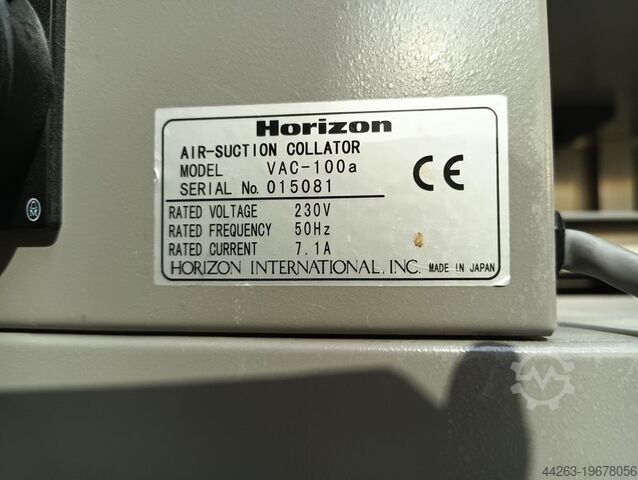 Horizon
AIR-SUCTION COLLATOR
MODEL VAC-100a
SERIAL No. 015081
CE
RATED VOLTAGE 230V
RATED FREQUENCY 50Hz
RATED CURRENT 7.1A
HORIZON INTERNATIONAL, INC. MADE IN JAPAN
44263-19678056